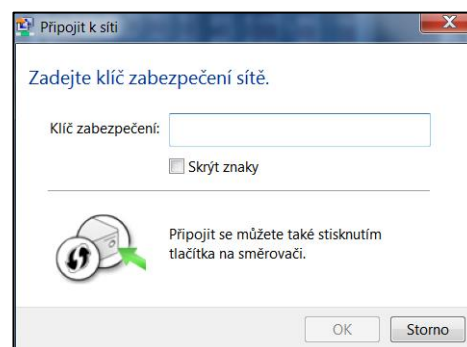 Připojit k síti
Zadejte klíč zabezpečení sítě.
Klíč zabezpečení:
Skrýt znaky
Připojit se můžete také stisknutím
tlačítka na směrovači.
OK Storno